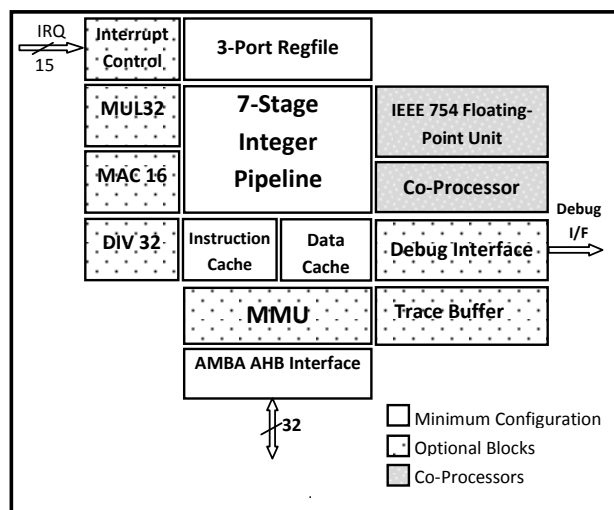 IRQ
15
Interrupt
Control
3-Port Regfile
MUL32
7-Stage
Integer
Pipeline
IEEE 754 Floating-
Point Unit
MAC 16
Co-Processor
DIV 32
Instruction
Cache
Data
Cache
Debug Interface
Debug
I/F
MMU
Trace Buffer
AMBA AHB Interface
32
Minimum Configuration
Optional Blocks
Co-Processors